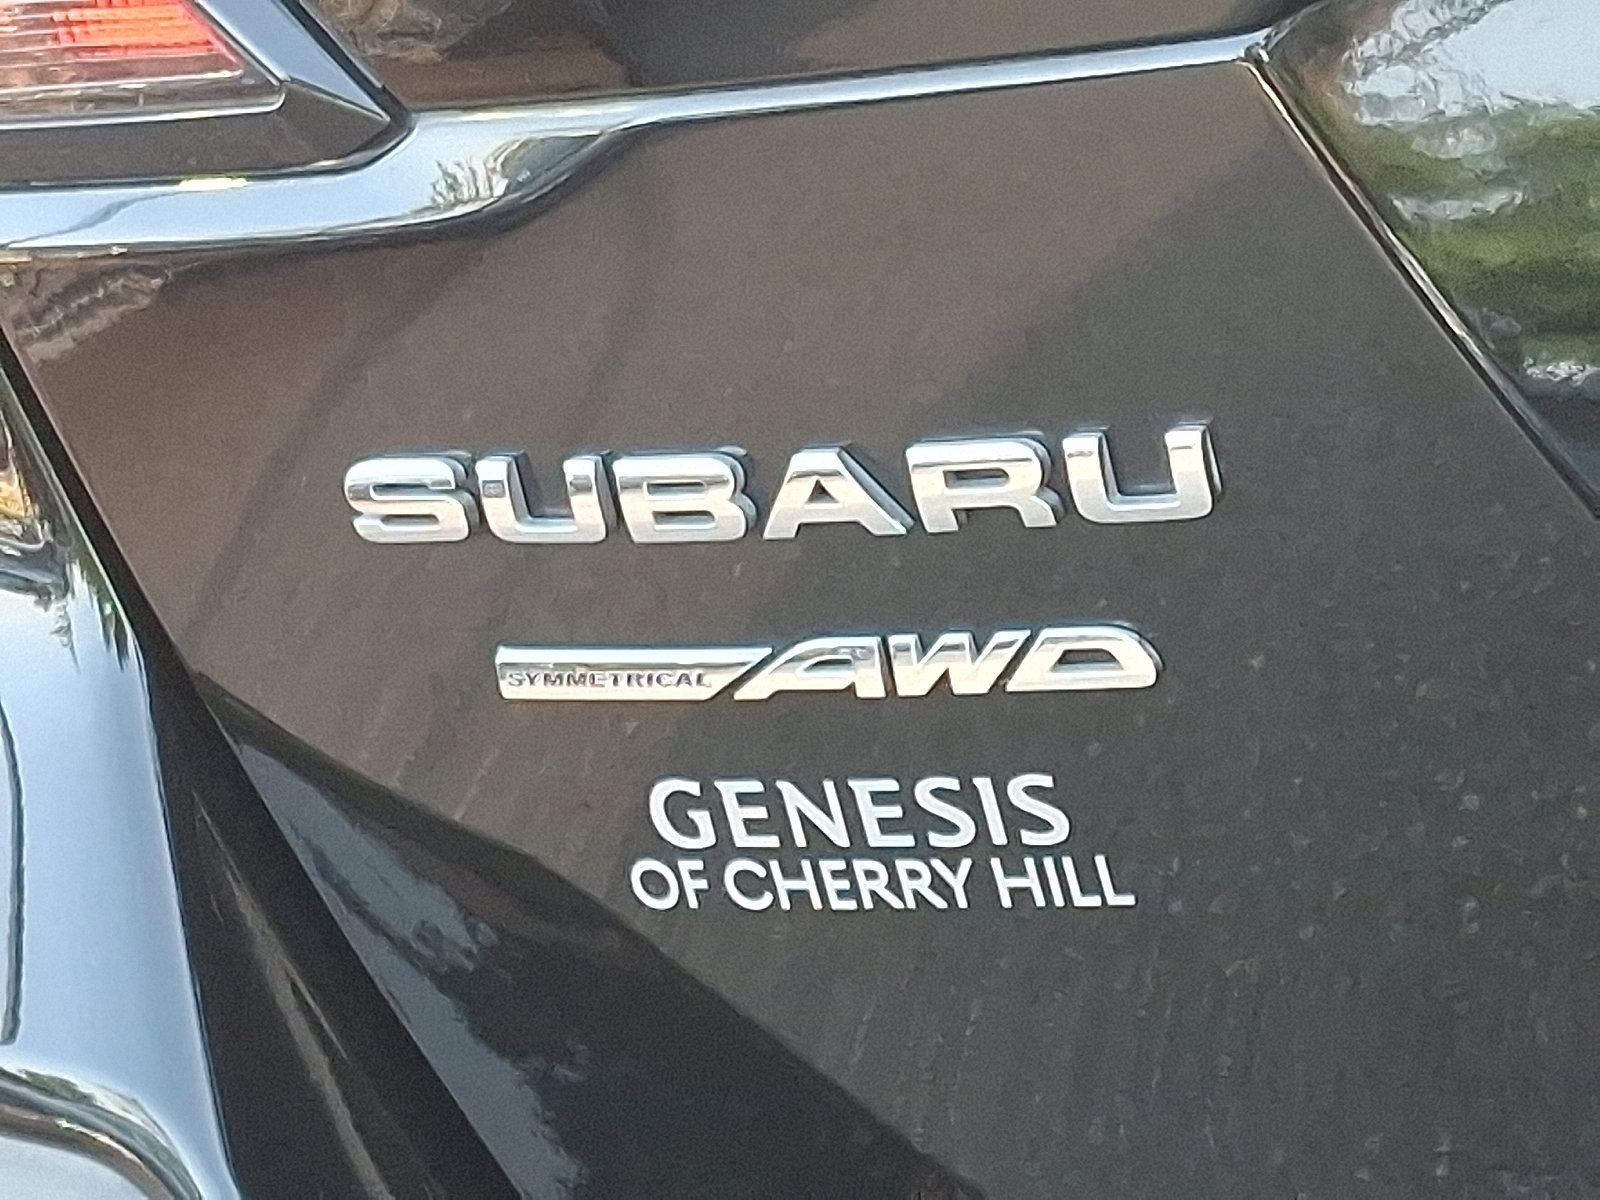 SUBARU
SYMMETRICAL AWD
GENESIS
OF CHERRY HILL